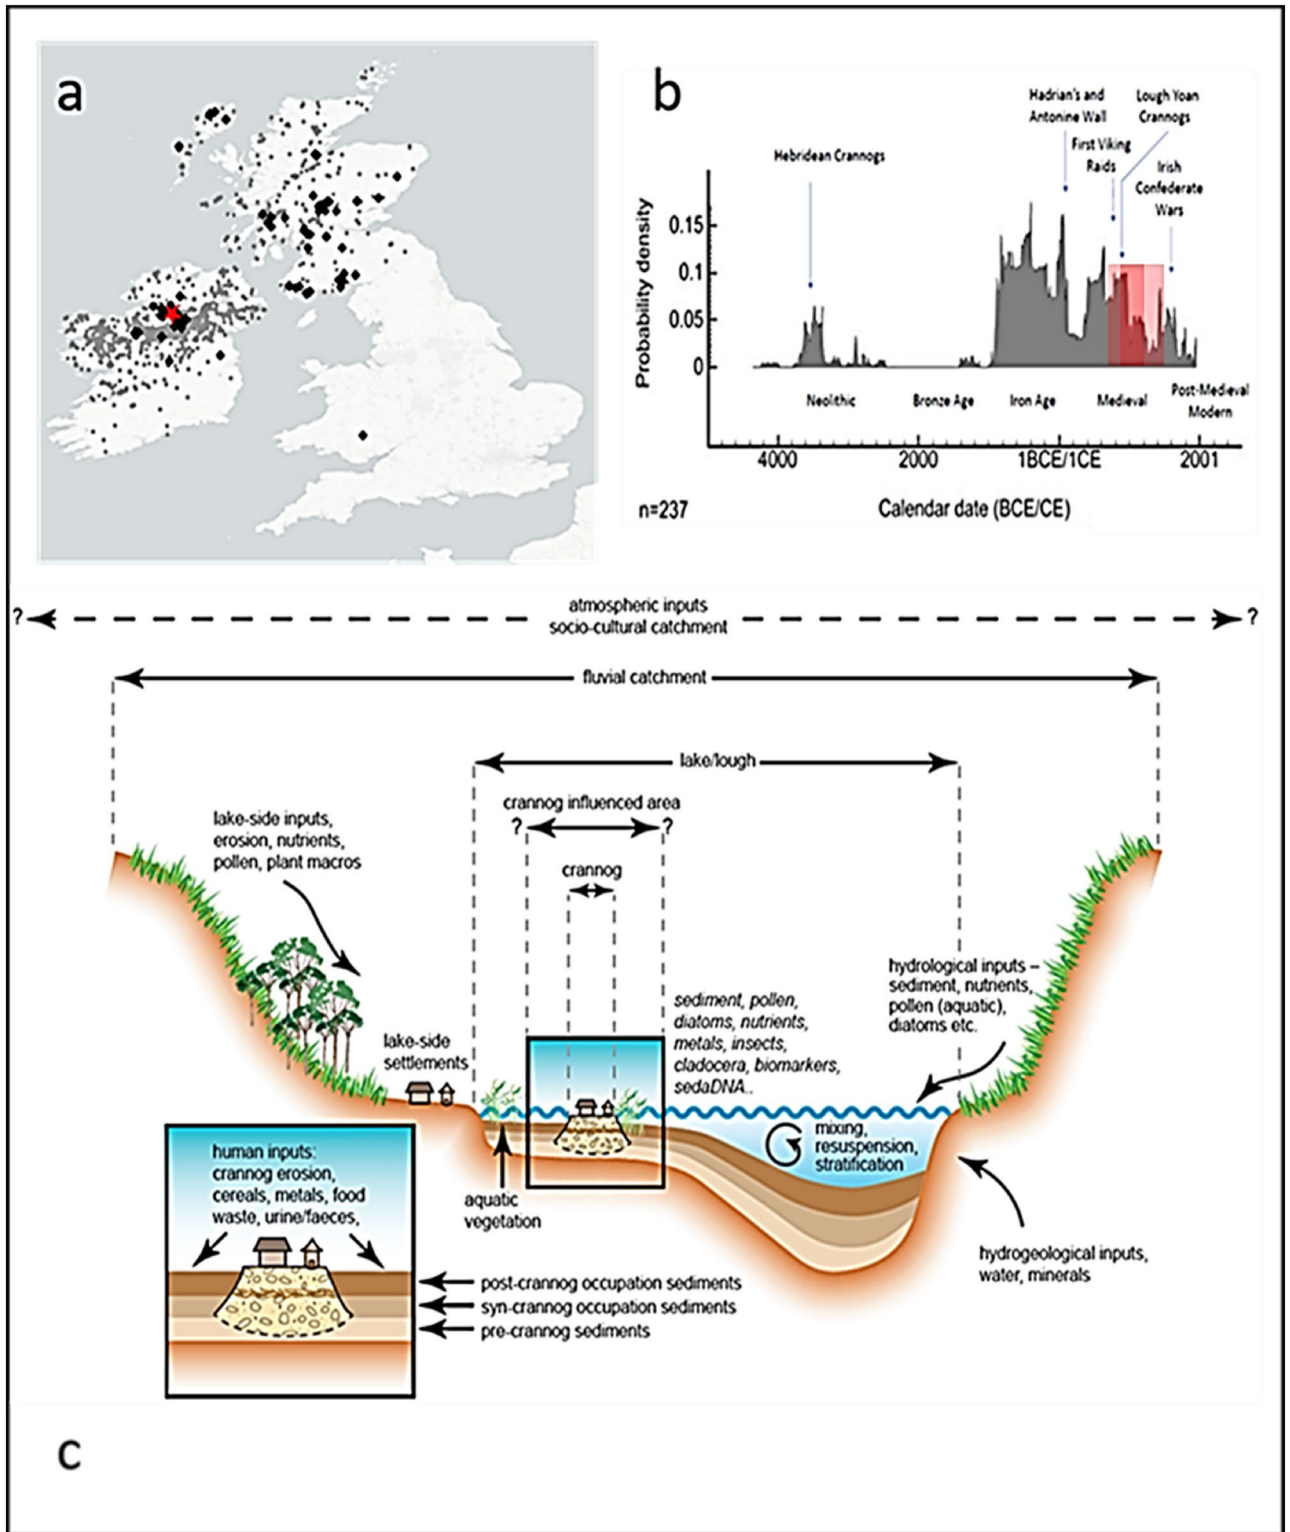 a
b
Hadrian's and
Antonine Wall
Lough Yoan
Crannogs
First Viking
Raids
Hebridean Crannogs
Irish
Confederate
Wars
Probability density
0.15
0.1
0.05
0
Neolithic
Bronze Age
Iron Age
Medieval
Post-Medieval
Modern
4000
2000
1BCE/1CE
2001
n=237
Calendar date (BCE/CE)
?
atmospheric inputs
socio-cultural catchment
?
fluvial catchment
lake/lough
crannog influenced area
?
?
crannog
lake-side inputs,
erosion, nutrients,
pollen, plant macros
hydrological inputs –
sediment, nutrients,
pollen (aquatic),
diatoms etc.
sediment, pollen,
diatoms, nutrients,
metals, insects,
cladocera, biomarkers,
sedaDNA..
lake-side
settlements
mixing,
resuspension,
stratification
human inputs:
crannog erosion,
cereals, metals, food
waste, urine/faeces,
aquatic
vegetation
hydrogeological inputs,
water, minerals
post-crannog occupation sediments
syn-crannog occupation sediments
pre-crannog sediments
c